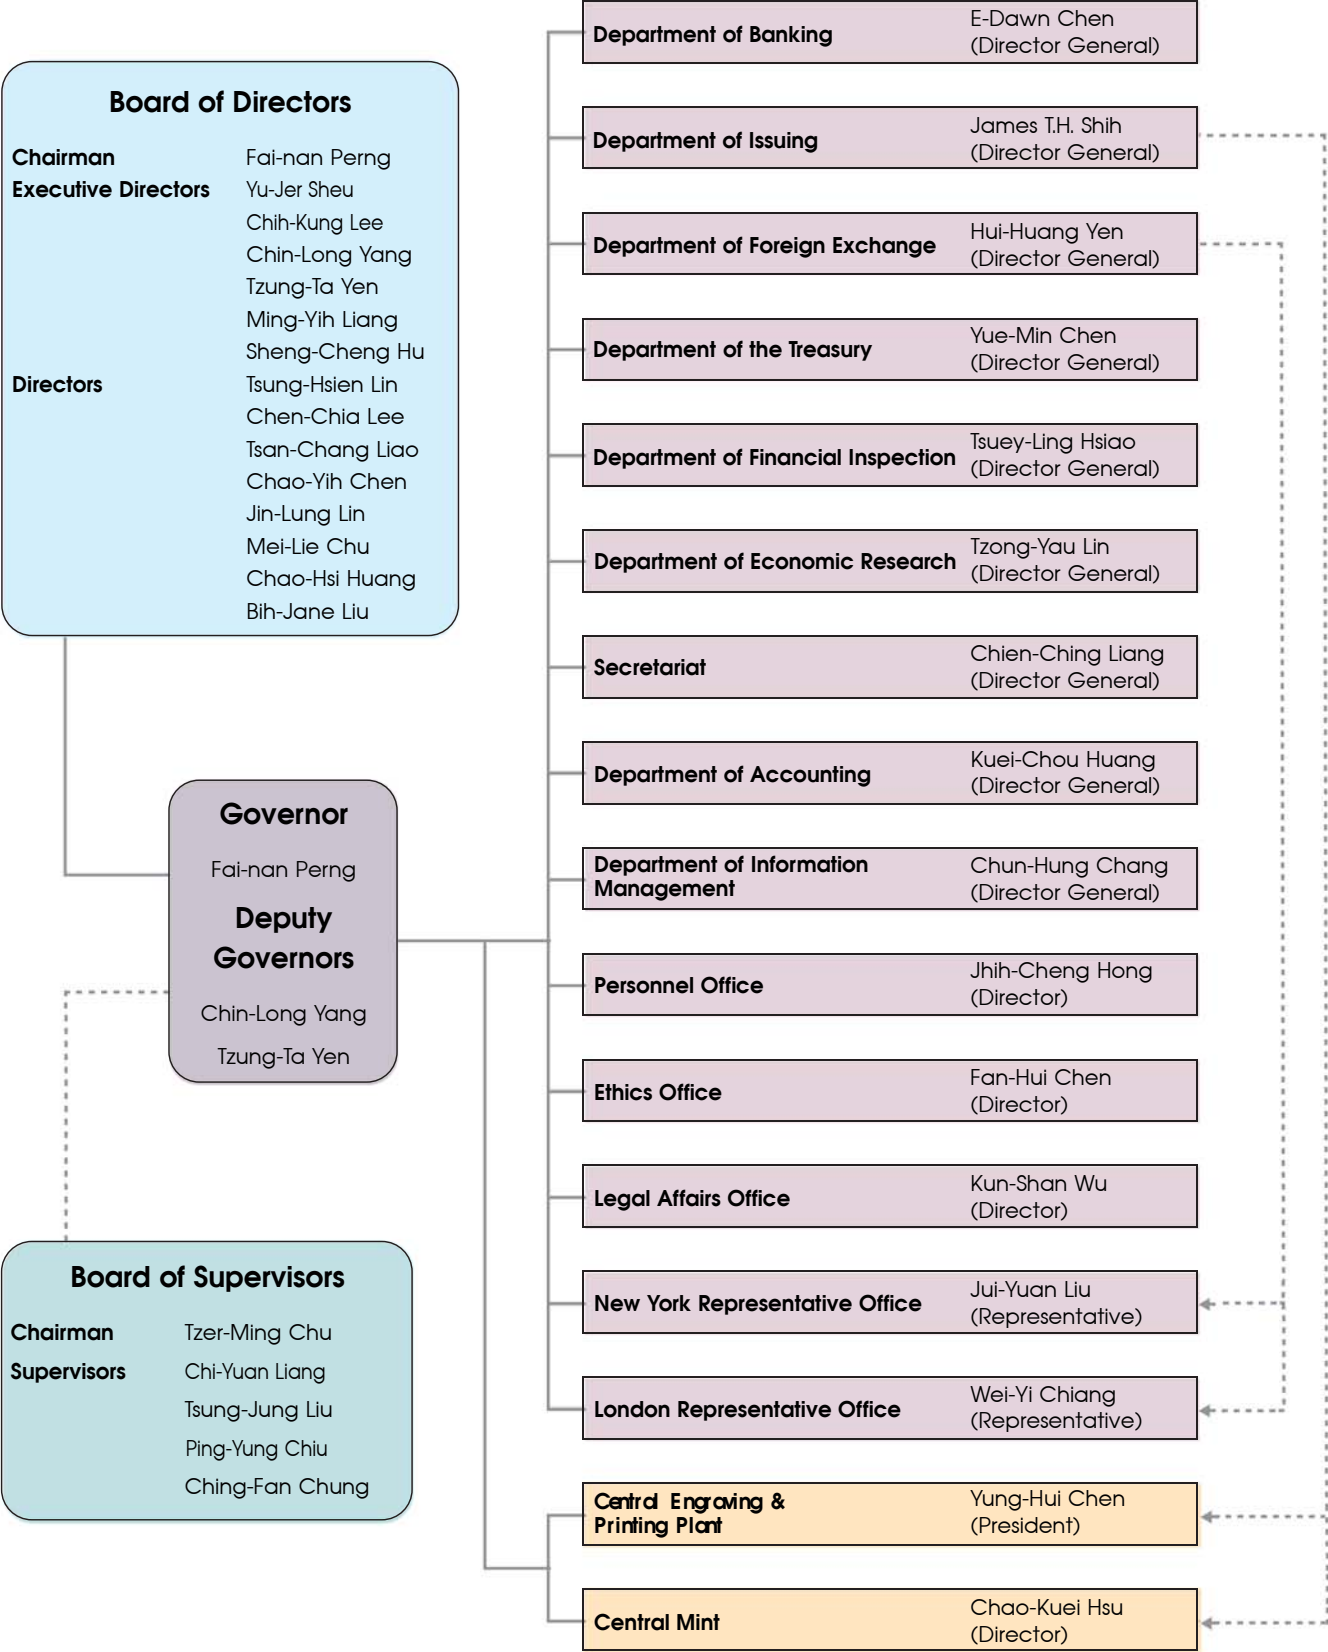 Board of Directors
Chairman Fai-nan Perng
Executive Directors Yu-Jer Sheu
Chih-Kung Lee
Chin-Long Yang
Tzung-Ta Yen
Ming-Yih Liang
Sheng-Cheng Hu
Directors Tsung-Hsien Lin
Chen-Chia Lee
Tsan-Chang Liao
Chao-Yih Chen
Jin-Lung Lin
Mei-Lie Chu
Chao-Hsi Huang
Bih-Jane Liu
Governor
Fai-nan Perng
Deputy
Governors
Chin-Long Yang
Tzung-Ta Yen
Board of Supervisors
Chairman Tzer-Ming Chu
Supervisors Chi-Yuan Liang
Tsung-Jung Liu
Ping-Yung Chiu
Ching-Fan Chung
Department of Banking
E-Dawn Chen
(Director General)
Department of Issuing
James T.H. Shih
(Director General)
Department of Foreign Exchange
Hui-Huang Yen
(Director General)
Department of the Treasury
Yue-Min Chen
(Director General)
Department of Financial Inspection
Tsuey-Ling Hsiao
(Director General)
Department of Economic Research
Tzong-Yau Lin
(Director General)
Secretariat
Chien-Ching Liang
(Director General)
Department of Accounting
Kuei-Chou Huang
(Director General)
Department of Information
Management
Chun-Hung Chang
(Director General)
Personnel Office
Jhih-Cheng Hong
(Director)
Ethics Office
Fan-Hui Chen
(Director)
Legal Affairs Office
Kun-Shan Wu
(Director)
New York Representative Office
Jui-Yuan Liu
(Representative)
London Representative Office
Wei-Yi Chiang
(Representative)
Central Engraving &
Printing Plant
Yung-Hui Chen
(President)
Central Mint
Chao-Kuei Hsu
(Director)